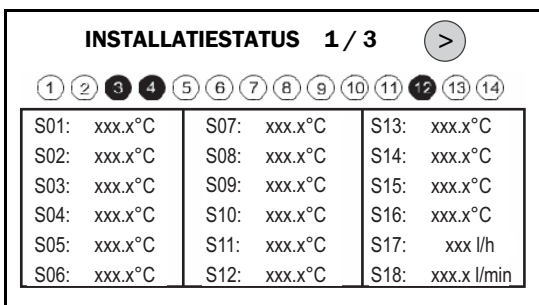 INSTALLATIESTATUS 1 / 3 >
1 2 3 4 5 6 7 8 9 10 11 12 13 14
S01: xxx.x°C S07: xxx.x°C S13: xxx.x°C
S02: xxx.x°C S08: xxx.x°C S14: xxx.x°C
S03: xxx.x°C S09: xxx.x°C S15: xxx.x°C
S04: xxx.x°C S10: xxx.x°C S16: xxx.x°C
S05: xxx.x°C S11: xxx.x°C S17: xxx l/h
S06: xxx.x°C S12: xxx.x°C S18: xxx.x l/min